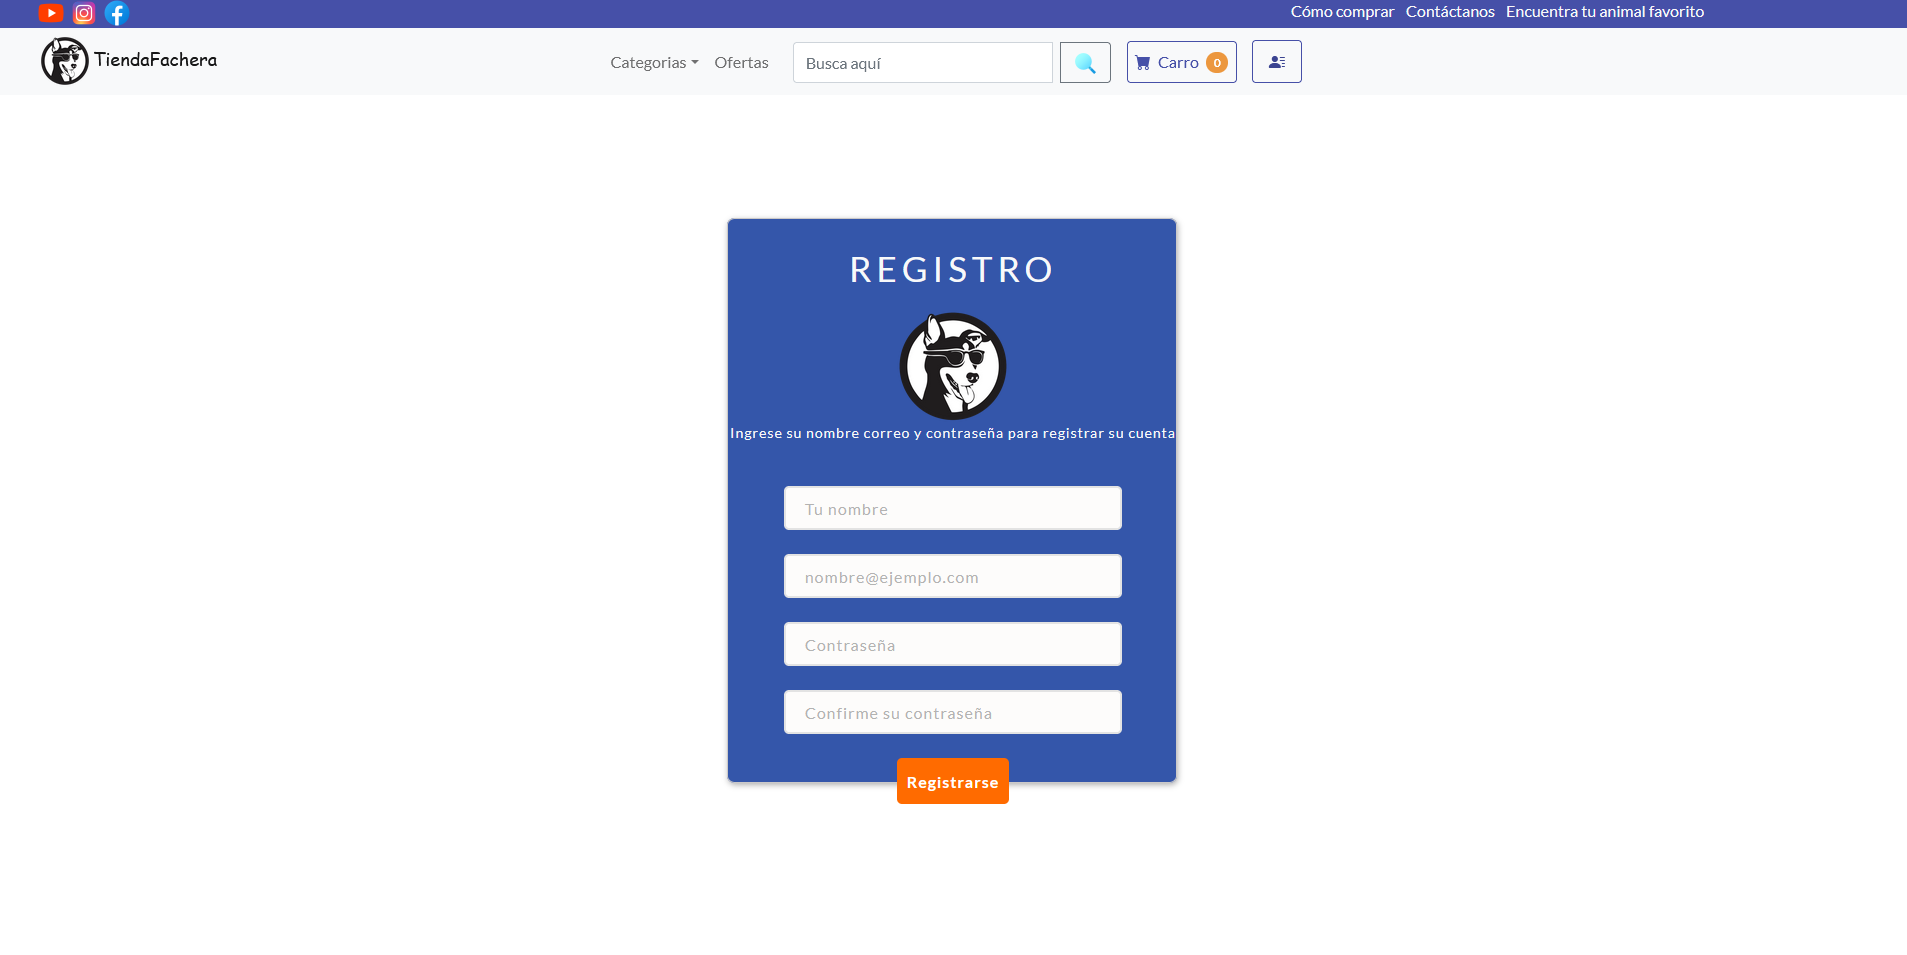 Cómo comprar Contáctanos Encuentra tu animal favorito
TiendaFachera Categorias Ofertas Busca aquí Carro 0
REGISTRO
Ingrese su nombre correo y contraseña para registrar su cuenta
Tu nombre
nombre@ejemplo.com
Contraseña
Confirme su contraseña
Registrarse